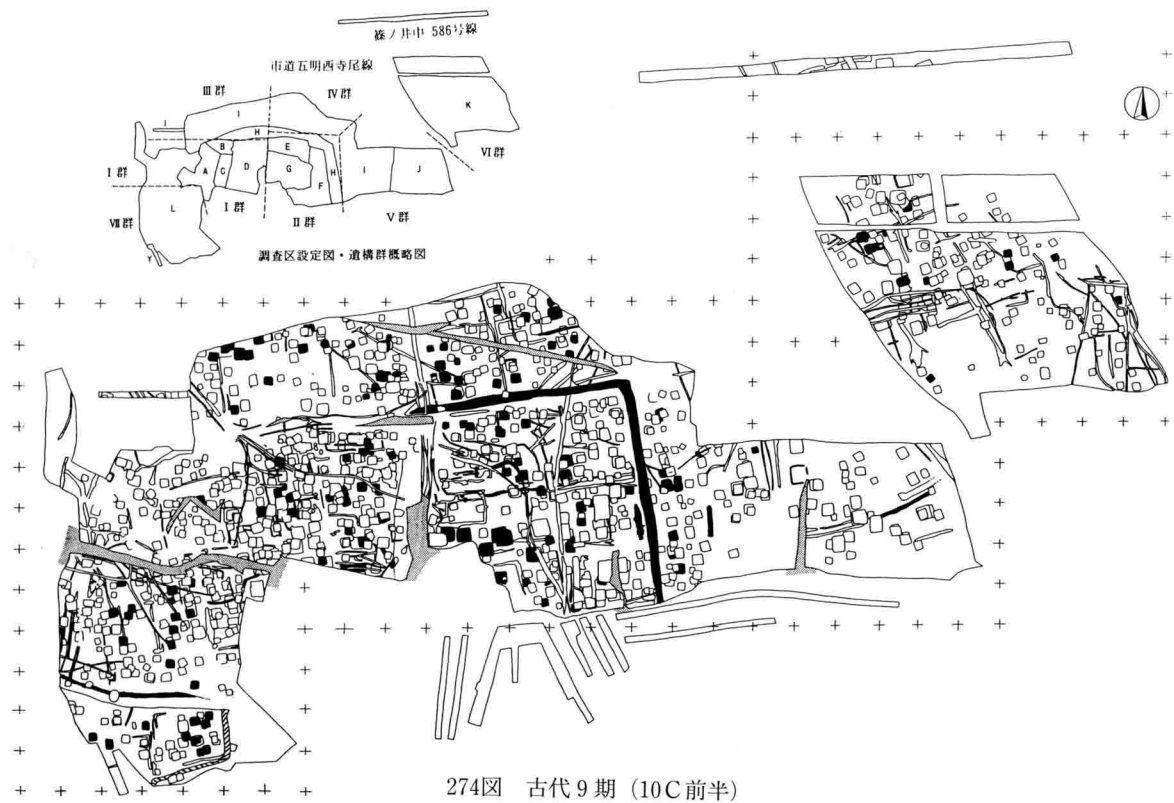 篠ノ井中 586号線
市道五明西寺尾線
III群
IV群
I
I
K
H
B
E
VI群
A
C
D
G
H
I
J
I群
F
L
I群
II群
V群
VII群
Y
調査区設定図・遺構群概略図
274図 古代9期(10C前半)